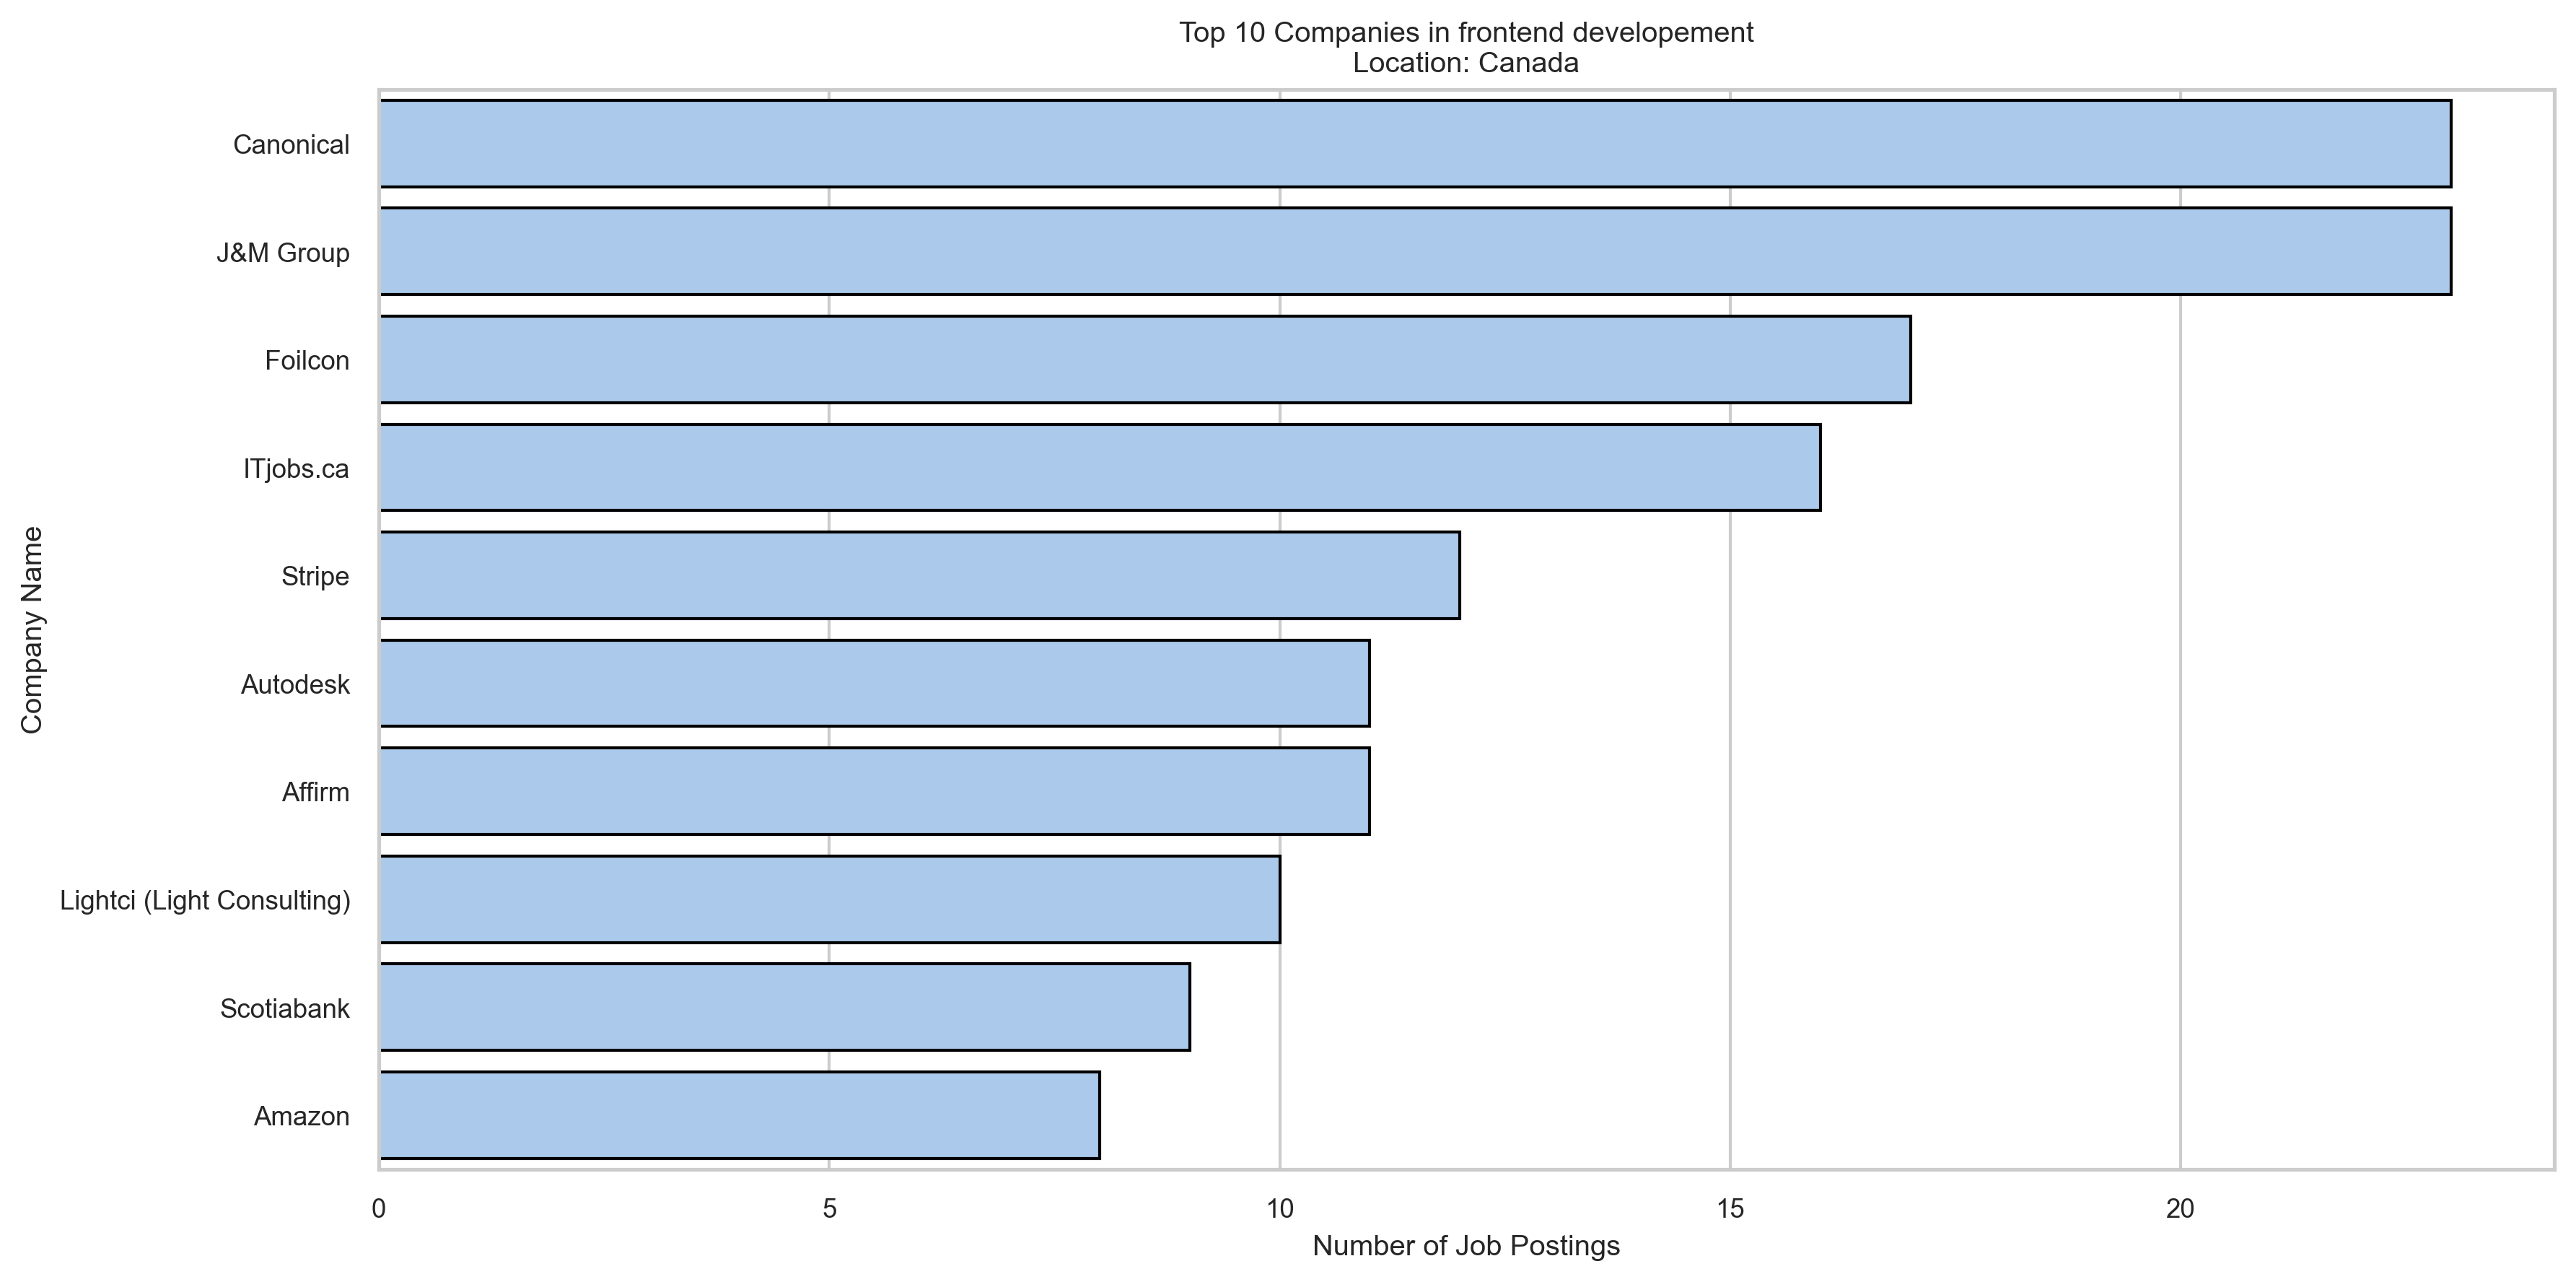 Top 10 Companies in frontend developement
Location: Canada
Company Name
Canonical
J&M Group
Foilcon
ITjobs.ca
Stripe
Autodesk
Affirm
Lightci (Light Consulting)
Scotiabank
Amazon
0 5 10 15 20
Number of Job Postings